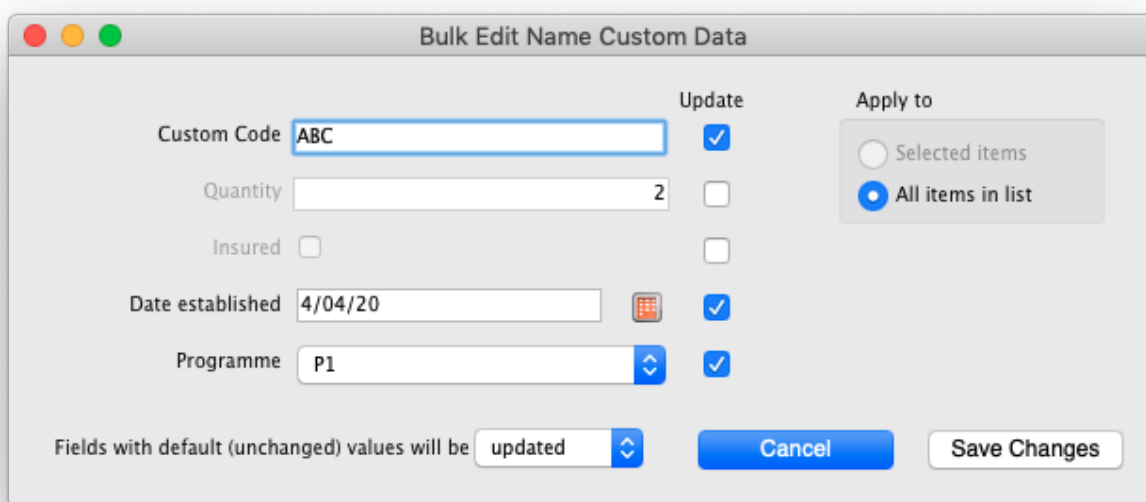 Bulk Edit Name Custom Data
Update Apply to
Custom Code ABC
Selected items
Quantity 2
All items in list
Insured
Date established 4/04/20
Programme P1
Fields with default (unchanged) values will be updated Cancel Save Changes